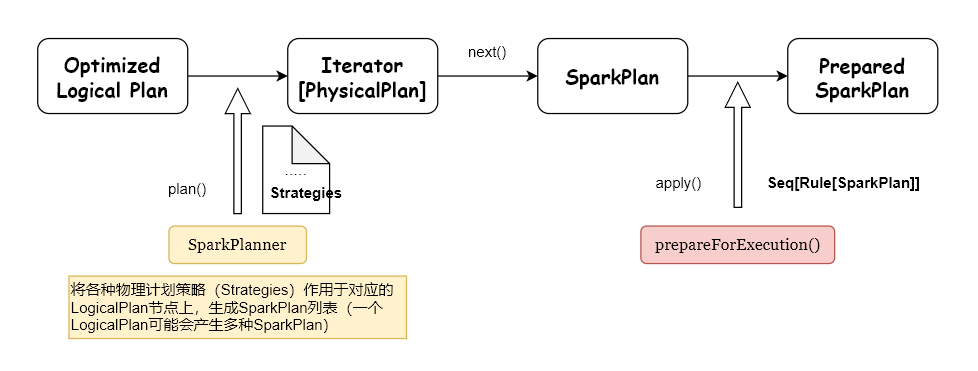 Optimized
Logical Plan
Iterator
[PhysicalPlan]
next()
SparkPlan
Prepared
SparkPlan
.....
Strategies
plan()
apply()
Seq[Rule[SparkPlan]]
SparkPlanner
prepareForExecution()
将各种物理计划策略（Strategies）作用于对应的
LogicalPlan节点上，生成SparkPlan列表（一个
LogicalPlan可能会产生多种SparkPlan)